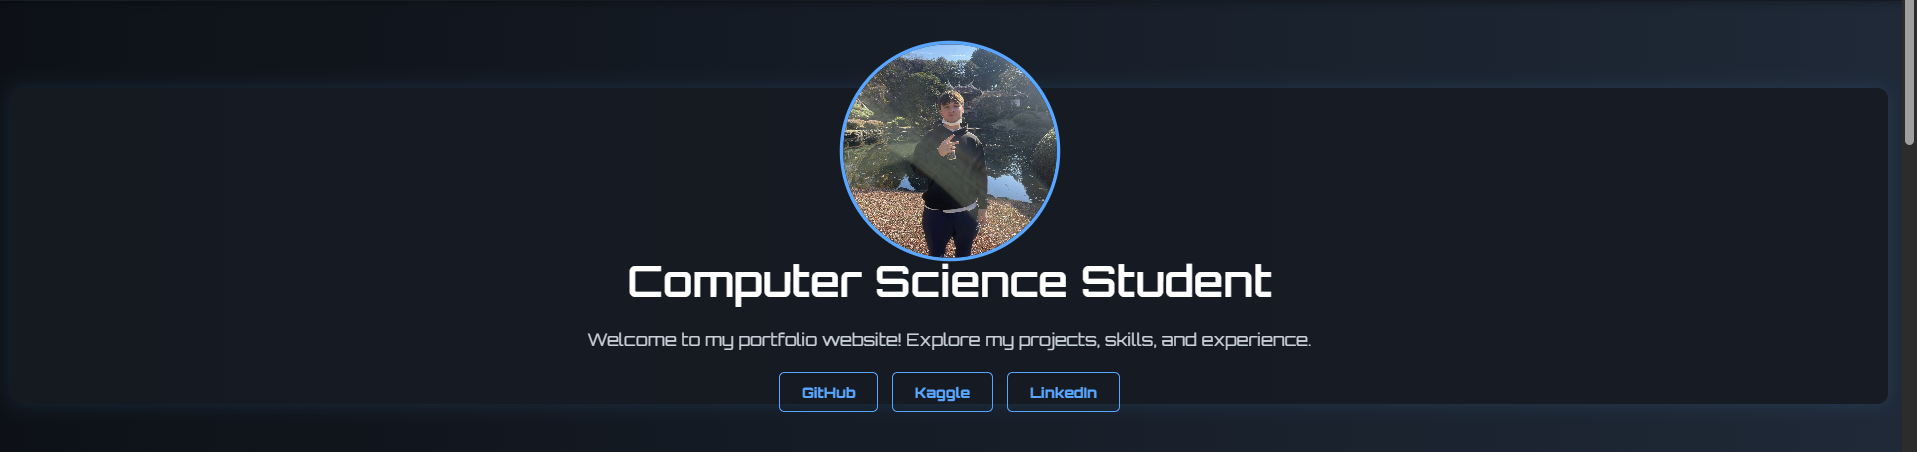 Computer Science Student
Welcome to my portfolio website! Explore my projects, skills, and experience.
GitHub
Kaggle
LinkedIn